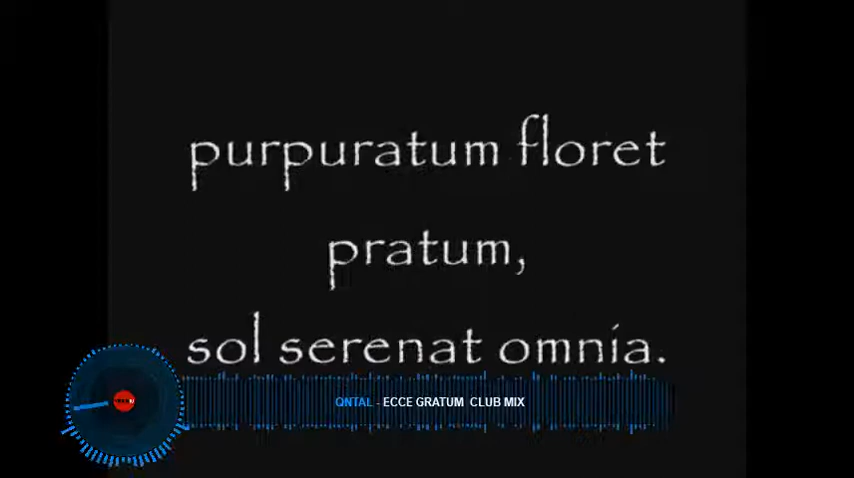 purpuratum floret
pratum,
sol serenat omnia.
QNTAL - ECCE GRATUM CLUB MIX